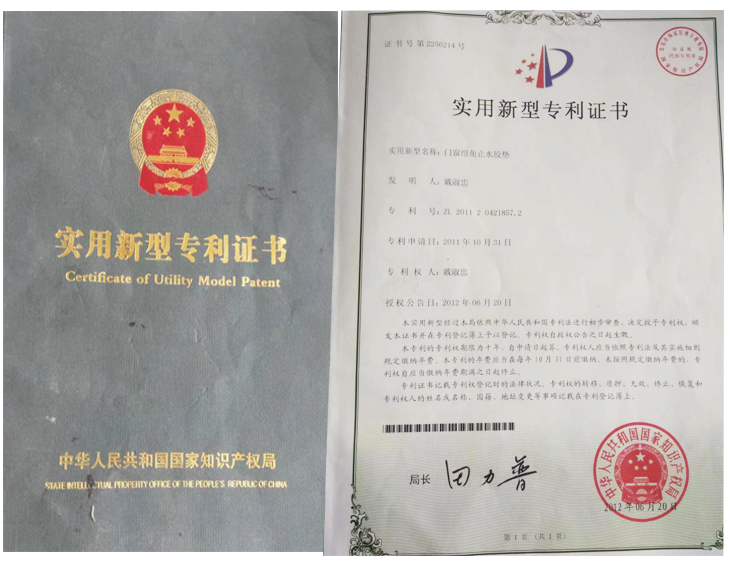 实用新型专利证书
Certificate of Utility Model Patent
中华人民共和国国家知识产权局
STATE INTELLECTUAL PROPERTY OFFICE OF THE PEOPLE'S REPUBLIC OF CHINA
证书号第2256214号
实用新型专利证书
实用新型名称：门窗组角止水胶垫
发明人：戴淑忠
专利号：ZL 2011 2 0421857.2
专利申请日：2011年10月31日
专利权人：戴淑忠
授权公告日：2012年06月20日
本实用新型经过本局依照中华人民共和国专利法进行初步审查，决定授予专利权，颁
发本证书并在专利登记簿上予以登记。专利权自授权公告之日起生效。
本专利的专利权期限为十年，自申请日起算。专利权人应当依照专利法及其实施细则
规定缴纳年费。本专利的年费应当在每年10月31日前缴纳。未按照规定缴纳年费的，专
利权自应当缴纳年费期满之日起终止。
专利证书记载专利权登记时的法律状况。专利权的转移、质押、无效、终止、恢复和
专利权人的姓名或名称、国籍、地址变更等事项记载在专利登记簿上。
局长
田力普
中华人民共和国国家知识产权局
2012年06月20日
第1页（共1页）